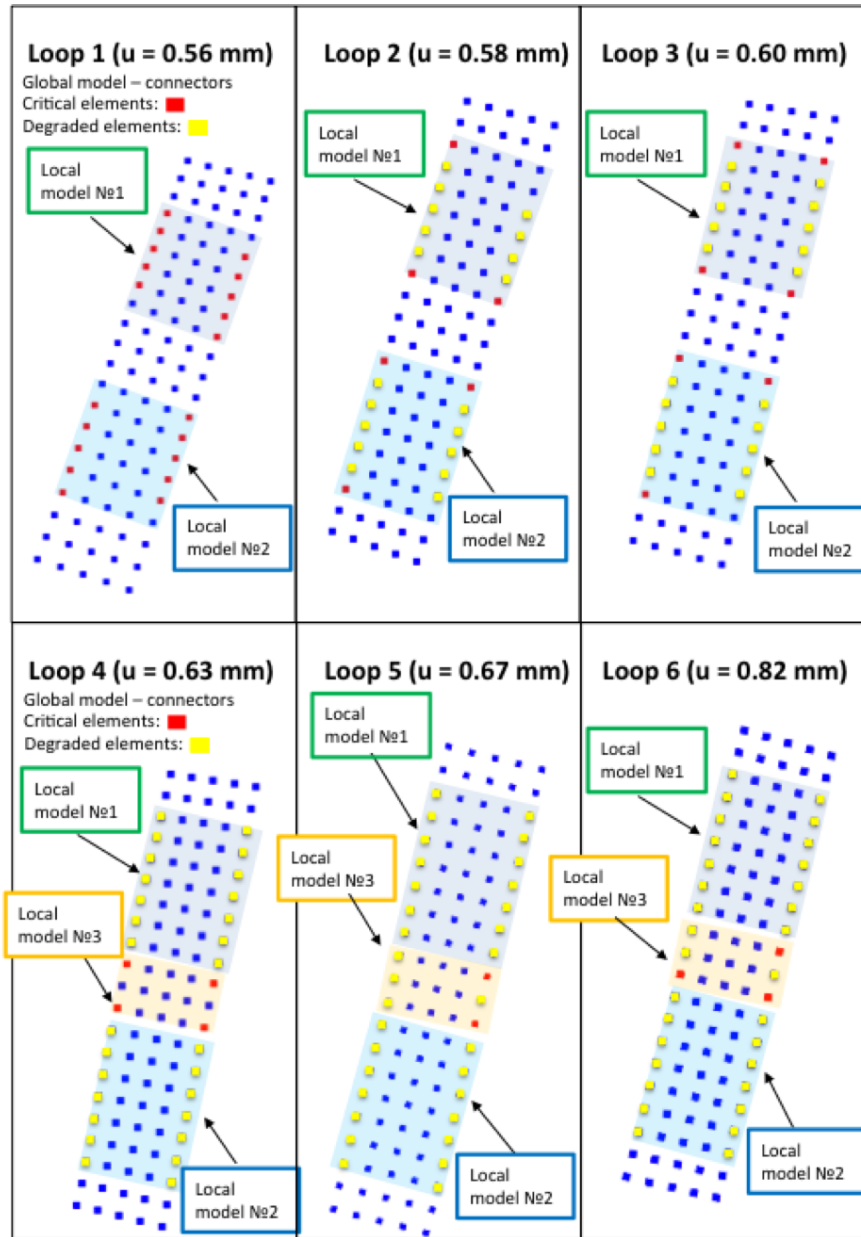 Loop 1 (u = 0.56 mm)
Global model – connectors
Critical elements:
Degraded elements:
Local
model №1
Local
model №2
Loop 2 (u = 0.58 mm)
Local
model №1
Local
model №2
Loop 3 (u = 0.60 mm)
Local
model №1
Local
model №2
Loop 4 (u = 0.63 mm)
Global model – connectors
Critical elements:
Degraded elements:
Local
model №1
Local
model №3
Local
model №2
Loop 5 (u = 0.67 mm)
Local
model №1
Local
model №3
Local
model №2
Loop 6 (u = 0.82 mm)
Local
model №1
Local
model №3
Local
model №2